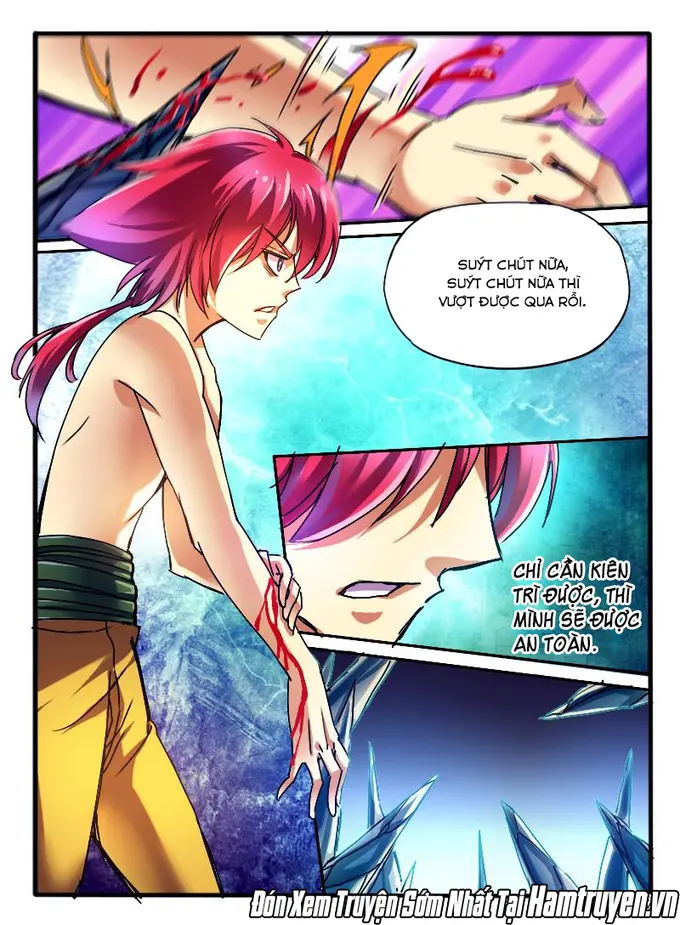 SUÝT CHÚT NỮA,
SUÝT CHÚT NỮA THÌ
VƯỢT ĐƯỢC QUA RỒI.
CHỈ CẦN KIÊN
TRÌ ĐƯỢC, THÌ
MÌNH SẼ ĐƯỢC
AN TOÀN.
Đón Xem Truyện Sớm Nhất Tại Hamtruyen.vn